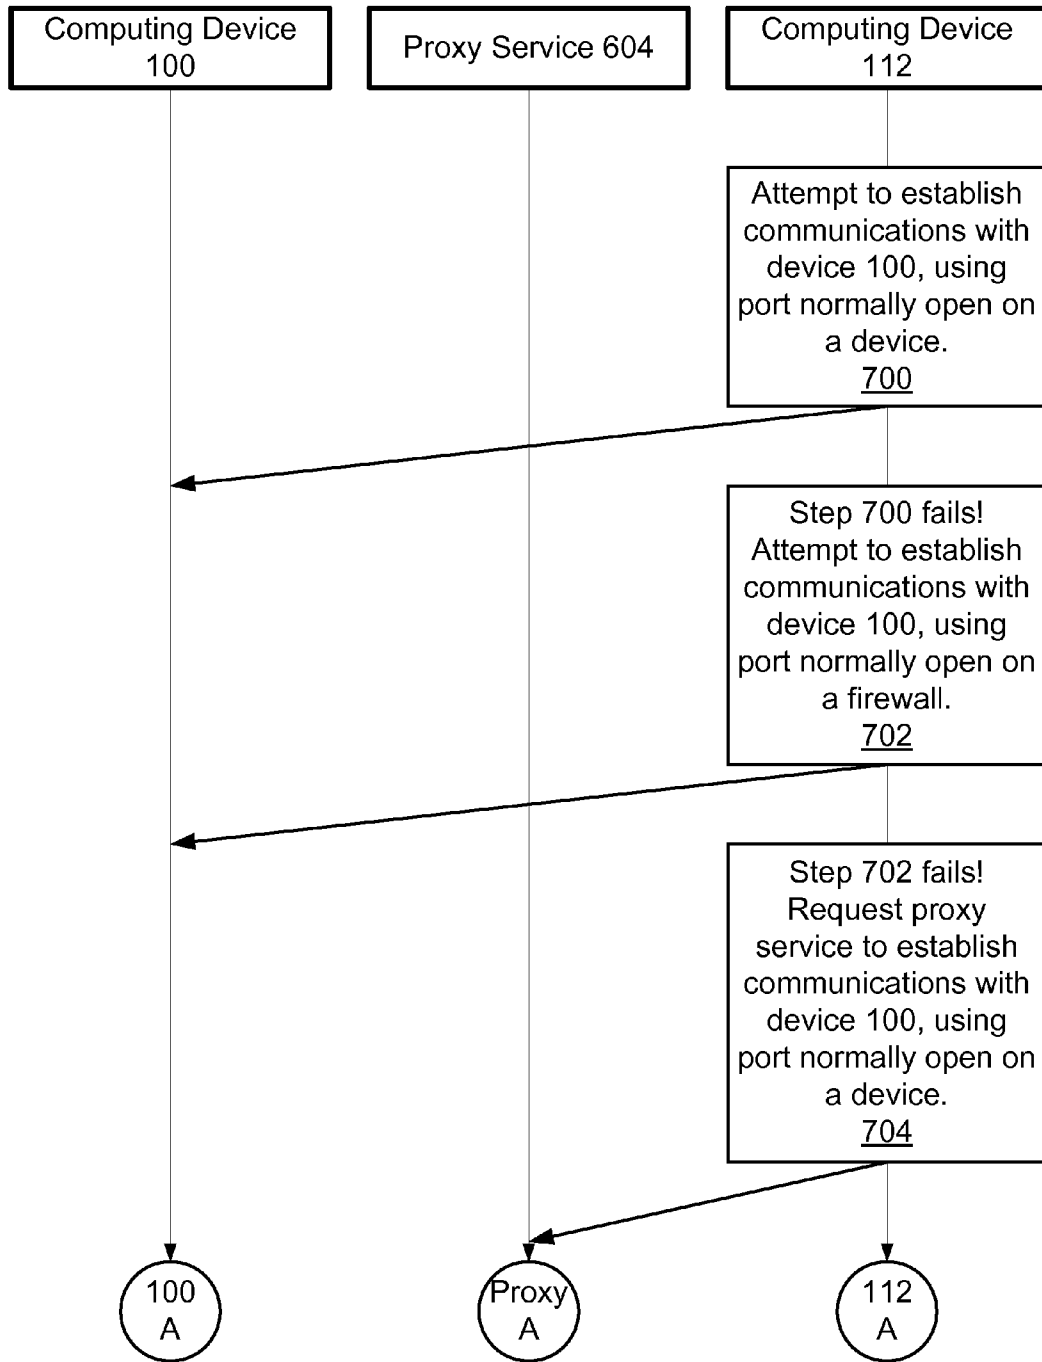 Computing Device
100
Proxy Service 604
Computing Device
112
Attempt to establish
communications with
device 100, using
port normally open on
a device.
700
Step 700 fails!
Attempt to establish
communications with
device 100, using
port normally open on
a firewall.
702
Step 702 fails!
Request proxy
service to establish
communications with
device 100, using
port normally open on
a device.
704
100
A
Proxy
A
112
A